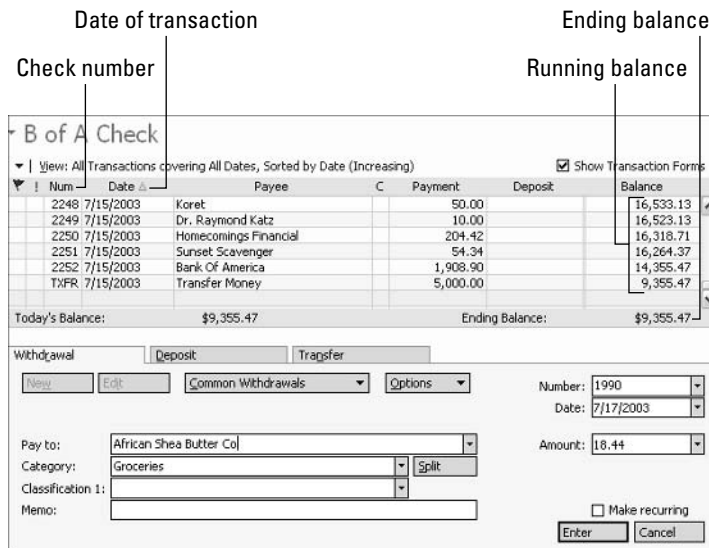 Date of transaction
Ending balance
Check number
Running balance
B of A Check
View: All Transactions covering All Dates, Sorted by Date (Increasing)
Show Transaction Forms
! Num Date Payee C Payment Deposit Balance
2248 7/15/2003 Koret 50.00 16,533.13
2249 7/15/2003 Dr. Raymond Katz 10.00 16,523.13
2250 7/15/2003 Homecomings Financial 204.42 16,318.71
2251 7/15/2003 Sunset Scavenger 54.34 16,264.37
2252 7/15/2003 Bank Of America 1,908.90 14,355.47
TXFR 7/15/2003 Transfer Money 5,000.00 9,355.47
Today's Balance: $9,355.47 Ending Balance: $9,355.47
Withdrawal Deposit Transfer
New Edit Common Withdrawals Options
Number: 1990
Date: 7/17/2003
Pay to: African Shea Butter Co Amount: 18.44
Category: Groceries Split
Classification 1:
Memo: Make recurring
Enter Cancel